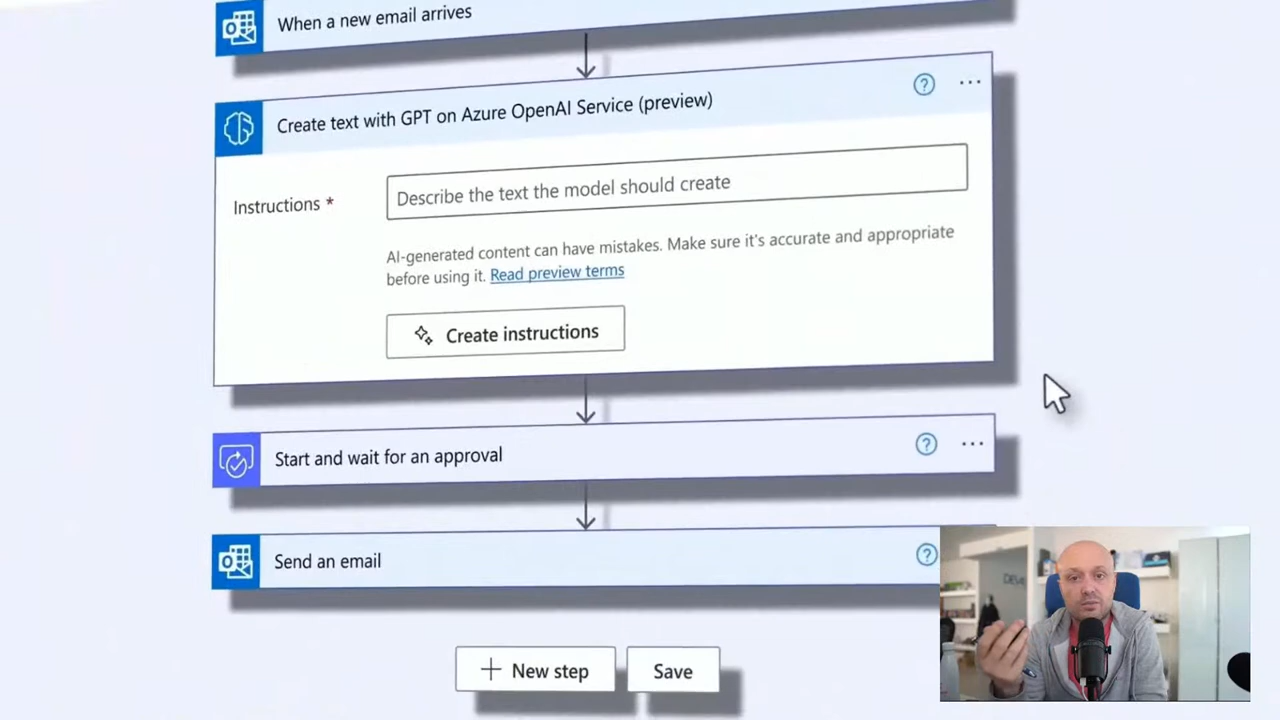 When a new email arrives
Create text with GPT on Azure OpenAI Service (preview)
Instructions *
Describe the text the model should create
AI-generated content can have mistakes. Make sure it's accurate and appropriate
before using it. Read preview terms
Create instructions
Start and wait for an approval
Send an email
New step
Save